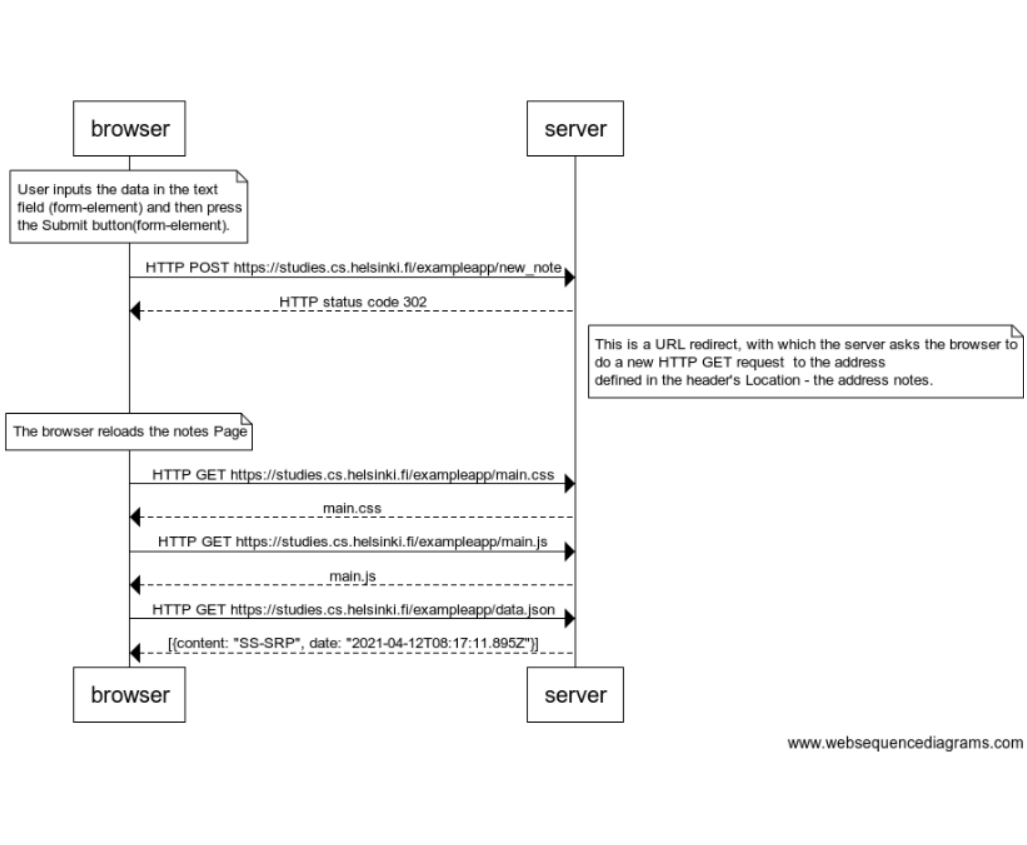 browser
server
User inputs the data in the text
field (form-element) and then press
the Submit button(form-element).
HTTP POST https://studies.cs.helsinki.fi/exampleapp/new_note
HTTP status code 302
This is a URL redirect, with which the server asks the browser to
do a new HTTP GET request  to the address
defined in the header's Location - the address notes.
The browser reloads the notes Page
HTTP GET https://studies.cs.helsinki.fi/exampleapp/main.css
main.css
HTTP GET https://studies.cs.helsinki.fi/exampleapp/main.js
main.js
HTTP GET https://studies.cs.helsinki.fi/exampleapp/data.json
[{content: "SS-SRP", date: "2021-04-12T08:17:11.895Z"}]
browser
server
www.websequencediagrams.com